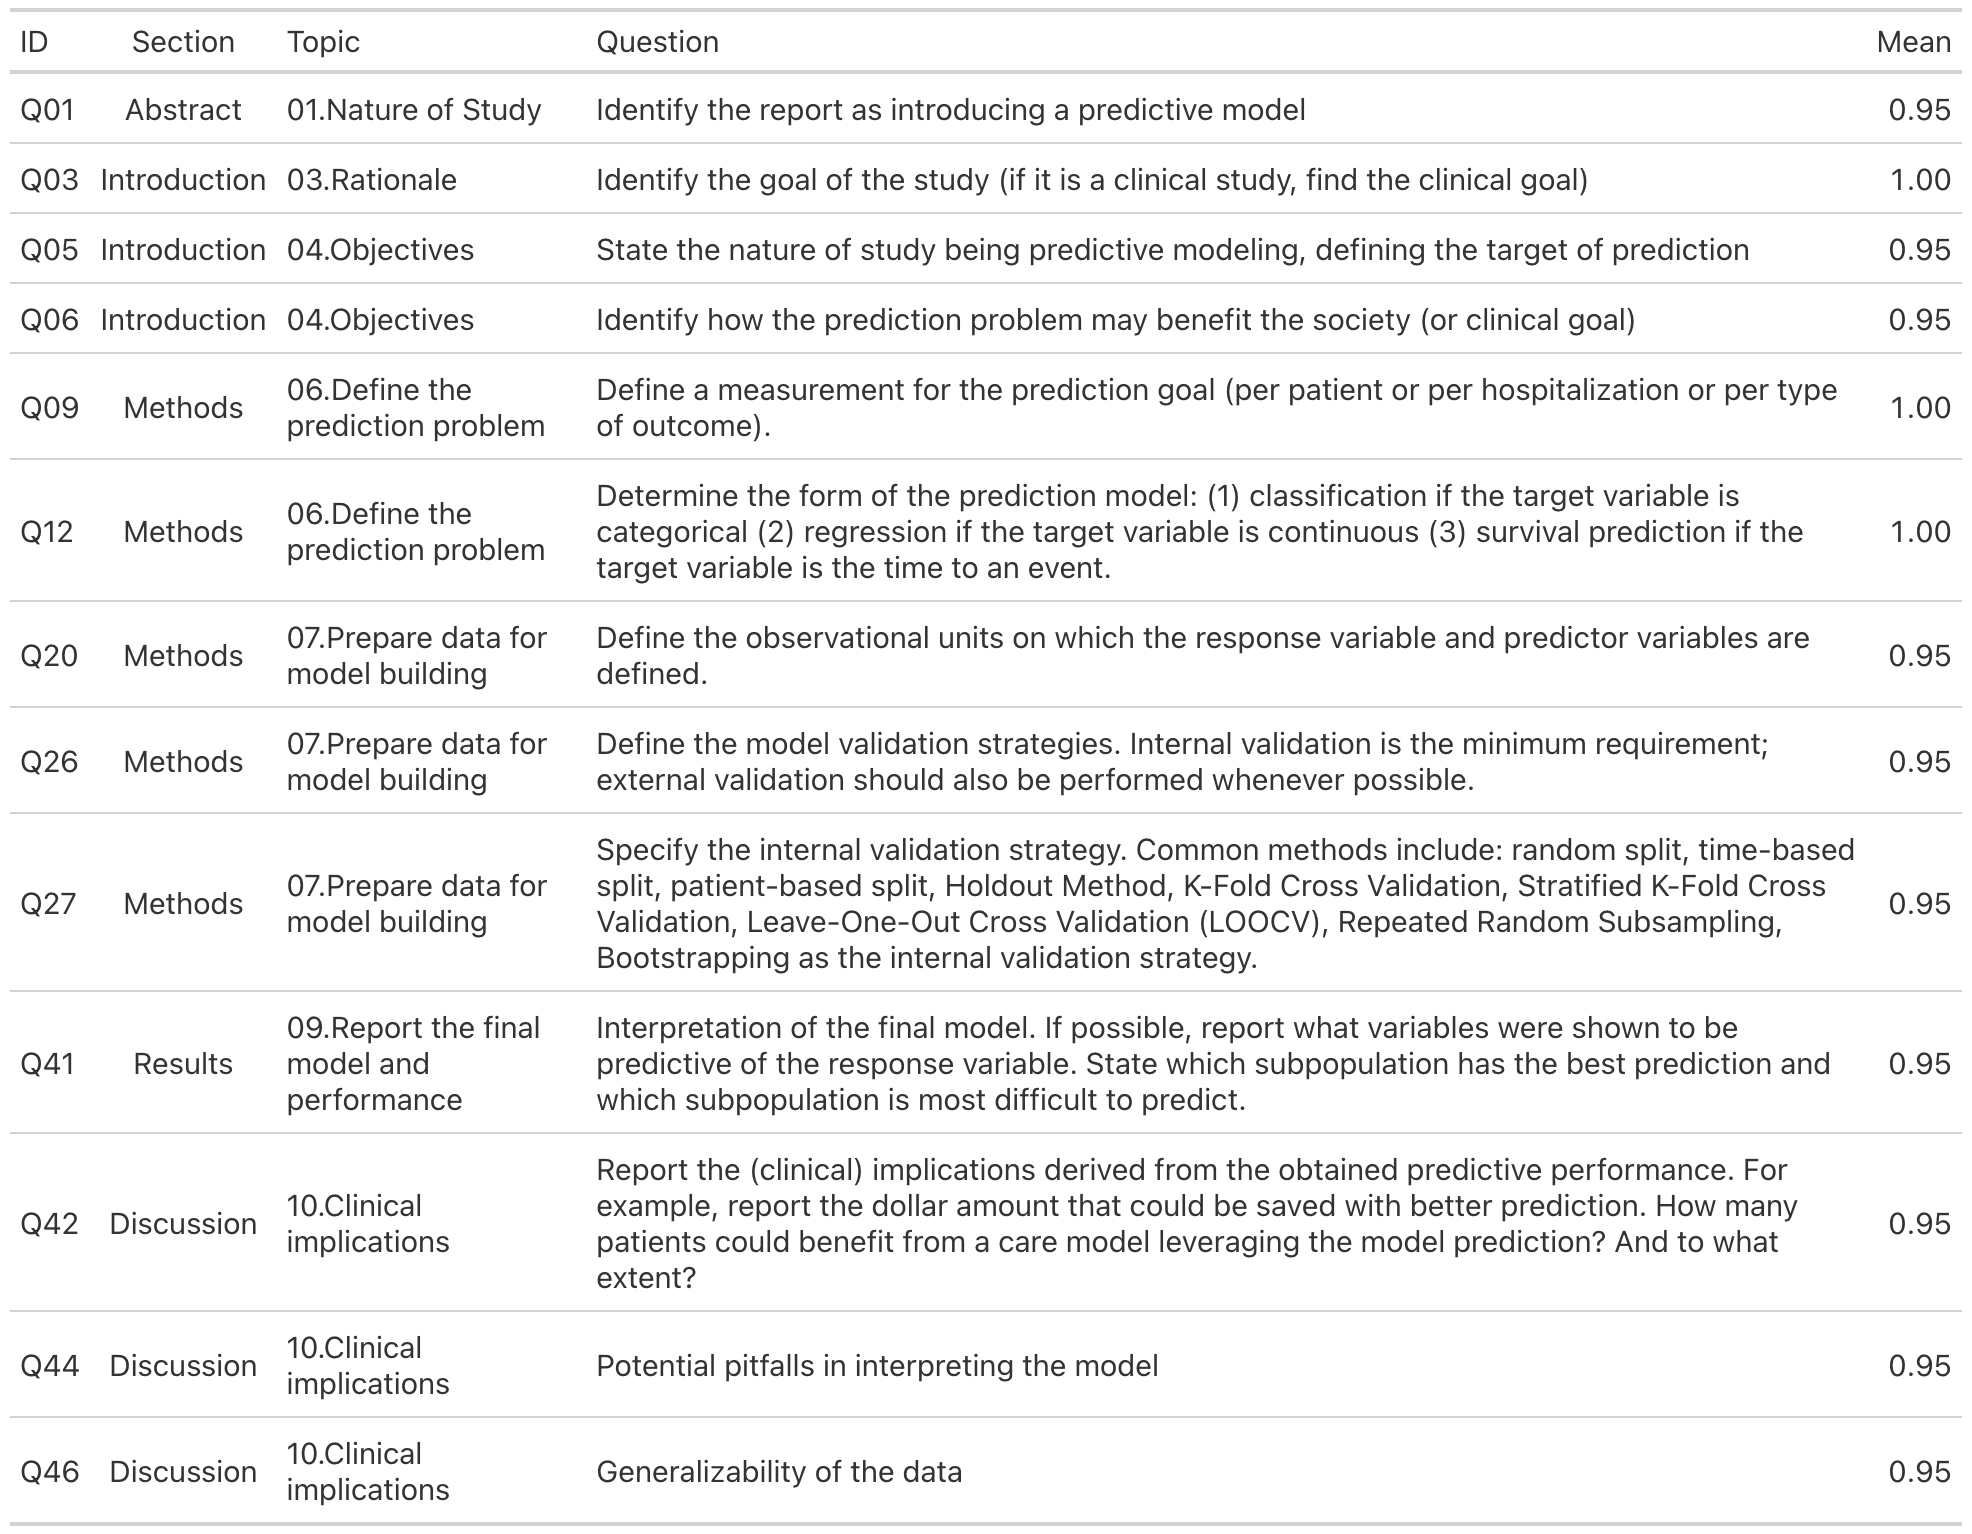 ID Section Topic Question Mean
Q01 Abstract 01.Nature of Study Identify the report as introducing a predictive model 0.95
Q03 Introduction 03.Rationale Identify the goal of the study (if it is a clinical study, find the clinical goal) 1.00
Q05 Introduction 04.Objectives State the nature of study being predictive modeling, defining the target of prediction 0.95
Q06 Introduction 04.Objectives Identify how the prediction problem may benefit the society (or clinical goal) 0.95
Q09 Methods
06.Define the
prediction problem
Define a measurement for the prediction goal (per patient or per hospitalization or per type
of outcome).
1.00
Q12 Methods
06.Define the
prediction problem
Determine the form of the prediction model: (1) classification if the target variable is
categorical (2) regression if the target variable is continuous (3) survival prediction if the
target variable is the time to an event.
1.00
Q20 Methods
07.Prepare data for
model building
Define the observational units on which the response variable and predictor variables are
defined.
0.95
Q26 Methods
07.Prepare data for
model building
Define the model validation strategies. Internal validation is the minimum requirement;
external validation should also be performed whenever possible.
0.95
Q27 Methods
07.Prepare data for
model building
Specify the internal validation strategy. Common methods include: random split, time-based
split, patient-based split, Holdout Method, K-Fold Cross Validation, Stratified K-Fold Cross
Validation, Leave-One-Out Cross Validation (LOOCV), Repeated Random Subsampling,
Bootstrapping as the internal validation strategy.
0.95
Q41 Results
09.Report the final
model and
performance
Interpretation of the final model. If possible, report what variables were shown to be
predictive of the response variable. State which subpopulation has the best prediction and
which subpopulation is most difficult to predict.
0.95
Q42 Discussion
10.Clinical
implications
Report the (clinical) implications derived from the obtained predictive performance. For
example, report the dollar amount that could be saved with better prediction. How many
patients could benefit from a care model leveraging the model prediction? And to what
extent?
0.95
Q44 Discussion
10.Clinical
implications
Potential pitfalls in interpreting the model
0.95
Q46 Discussion
10.Clinical
implications
Generalizability of the data
0.95